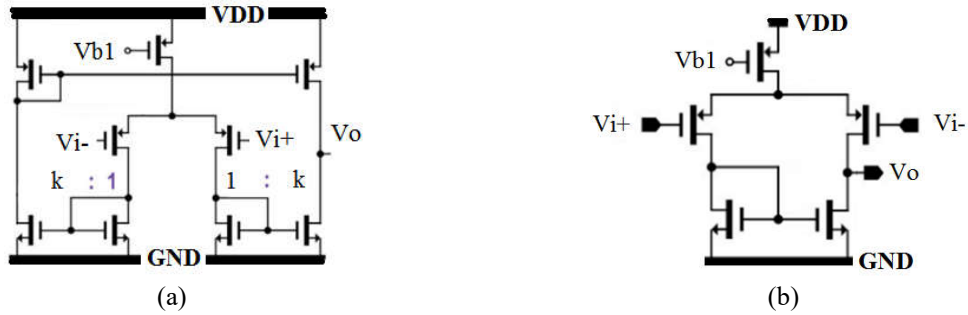 VDD
Vb1
Vi-
Vi+
Vo
k : 1
1 : k
GND
(a)
VDD
Vb1
Vi+
Vi-
Vo
GND
(b)